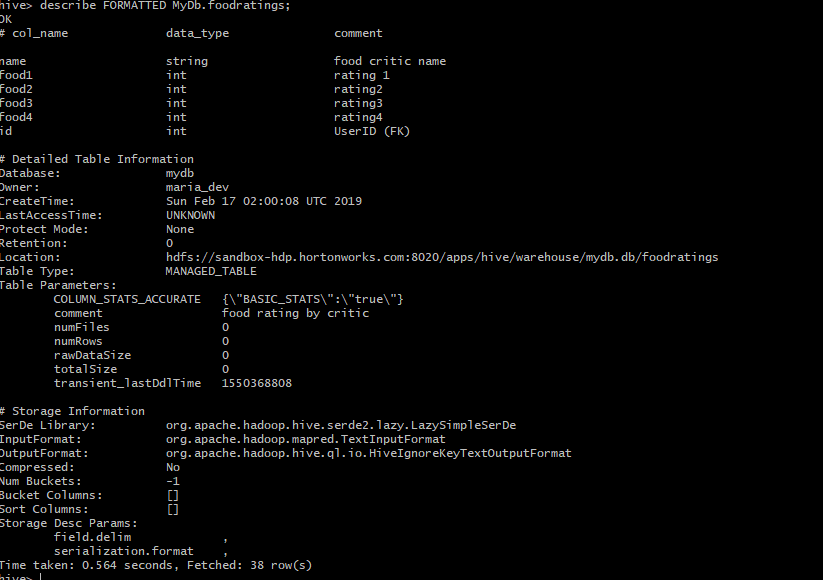 hive> describe FORMATTED MyDb.foodratings;
OK
# col_name data_type comment
name string food critic name
food1 int rating 1
food2 int rating2
food3 int rating3
food4 int rating4
id int UserID (FK)
# Detailed Table Information
Database: mydb
Owner: maria_dev
CreateTime: Sun Feb 17 02:00:08 UTC 2019
LastAccessTime: UNKNOWN
Protect Mode: None
Retention: 0
Location: hdfs://sandbox-hdp.hortonworks.com:8020/apps/hive/warehouse/mydb.db/foodratings
Table Type: MANAGED_TABLE
Table Parameters:
COLUMN_STATS_ACCURATE {\"BASIC_STATS\":\"true\"}
comment food rating by critic
numFiles 0
numRows 0
rawDataSize 0
totalSize 0
transient_lastDdlTime 1550368808
# Storage Information
SerDe Library: org.apache.hadoop.hive.serde2.lazy.LazySimpleSerDe
InputFormat: org.apache.hadoop.mapred.TextInputFormat
OutputFormat: org.apache.hadoop.hive.ql.io.HiveIgnoreKeyTextOutputFormat
Compressed: No
Num Buckets: -1
Bucket Columns: []
Sort Columns: []
Storage Desc Params:
field.delim ,
serialization.format ,
Time taken: 0.564 seconds, Fetched: 38 row(s)
hive>